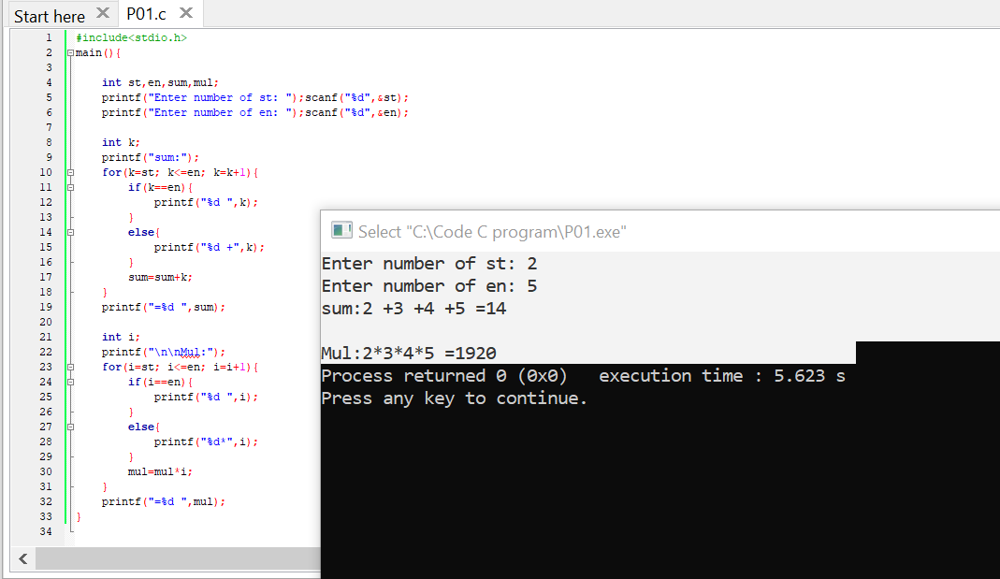 Start here × P01.c ×
1 #include<stdio.h>
2 main(){
3
4 int st,en,sum,mul;
5 printf("Enter number of st: ");scanf("%d",&st);
6 printf("Enter number of en: ");scanf("%d",&en);
7
8 int k;
9 printf("sum:");
10 for(k=st; k<=en; k=k+1){
11 if(k==en){
12 printf("%d ",k);
13 }
14 else{
15 printf("%d +",k);
16 }
17 sum=sum+k;
18 }
19 printf("=%d ",sum);
20
21 int i;
22 printf("\n\nMul:");
23 for(i=st; i<=en; i=i+1){
24 if(i==en){
25 printf("%d ",i);
26 }
27 else{
28 printf("%d*",i);
29 }
30 mul=mul*i;
31 }
32 printf("=%d ",mul);
33 }
34
Select "C:\Code C program\P01.exe"
Enter number of st: 2
Enter number of en: 5
sum:2 +3 +4 +5 =14
Mul:2*3*4*5 =1920
Process returned 0 (0x0) execution time : 5.623 s
Press any key to continue.